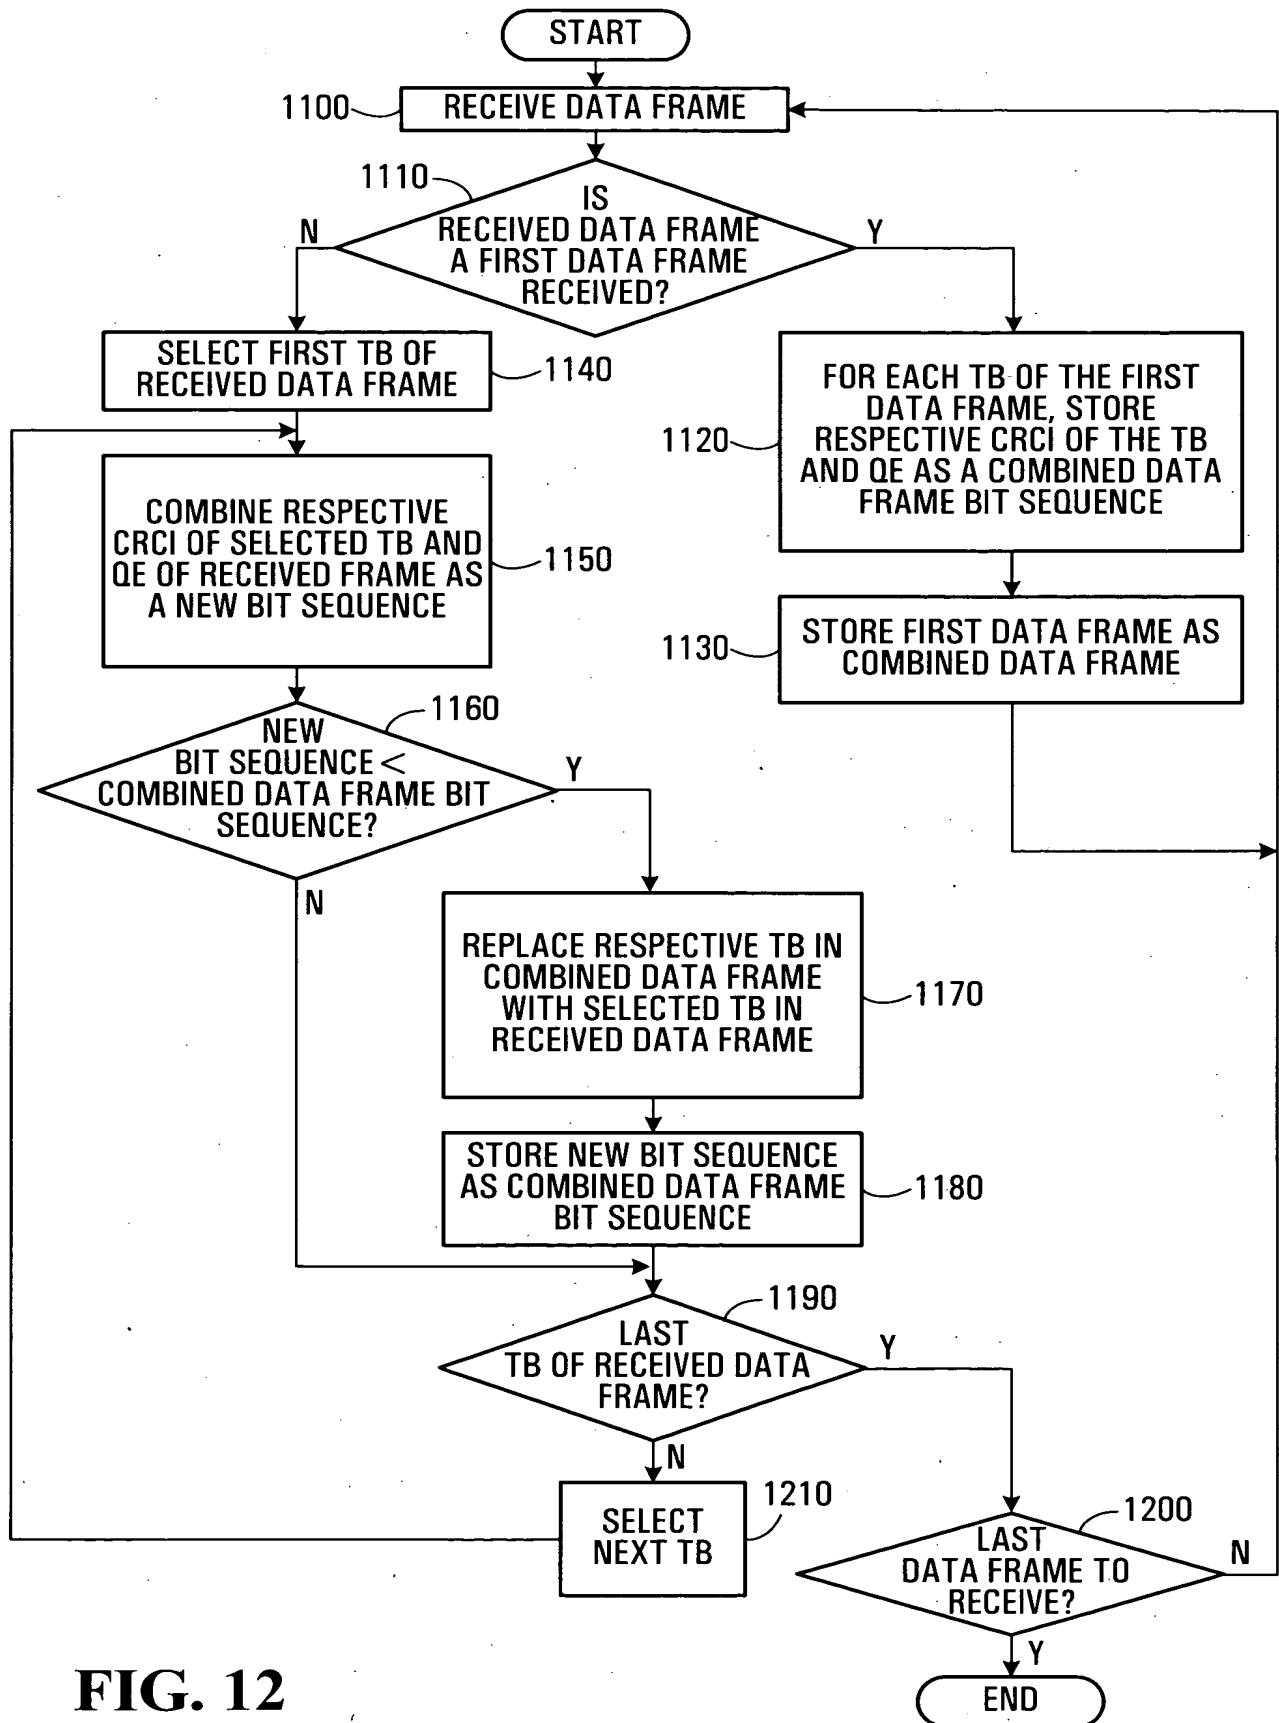 START
1100
RECEIVE DATA FRAME
1110
IS
RECEIVED DATA FRAME
A FIRST DATA FRAME
RECEIVED?
N
Y
SELECT FIRST TB OF
RECEIVED DATA FRAME
1140
FOR EACH TB OF THE FIRST
DATA FRAME, STORE
RESPECTIVE CRCI OF THE TB
AND QE AS A COMBINED DATA
FRAME BIT SEQUENCE
1120
COMBINE RESPECTIVE
CRCI OF SELECTED TB AND
QE OF RECEIVED FRAME AS
A NEW BIT SEQUENCE
1150
STORE FIRST DATA FRAME AS
COMBINED DATA FRAME
1130
1160
NEW
BIT SEQUENCE <
COMBINED DATA FRAME BIT
SEQUENCE?
Y
N
REPLACE RESPECTIVE TB IN
COMBINED DATA FRAME
WITH SELECTED TB IN
RECEIVED DATA FRAME
1170
STORE NEW BIT SEQUENCE
AS COMBINED DATA FRAME
BIT SEQUENCE
1180
1190
LAST
TB OF RECEIVED DATA
FRAME?
Y
N
SELECT
NEXT TB
1210
1200
LAST
DATA FRAME TO
RECEIVE?
N
Y
END
FIG. 12